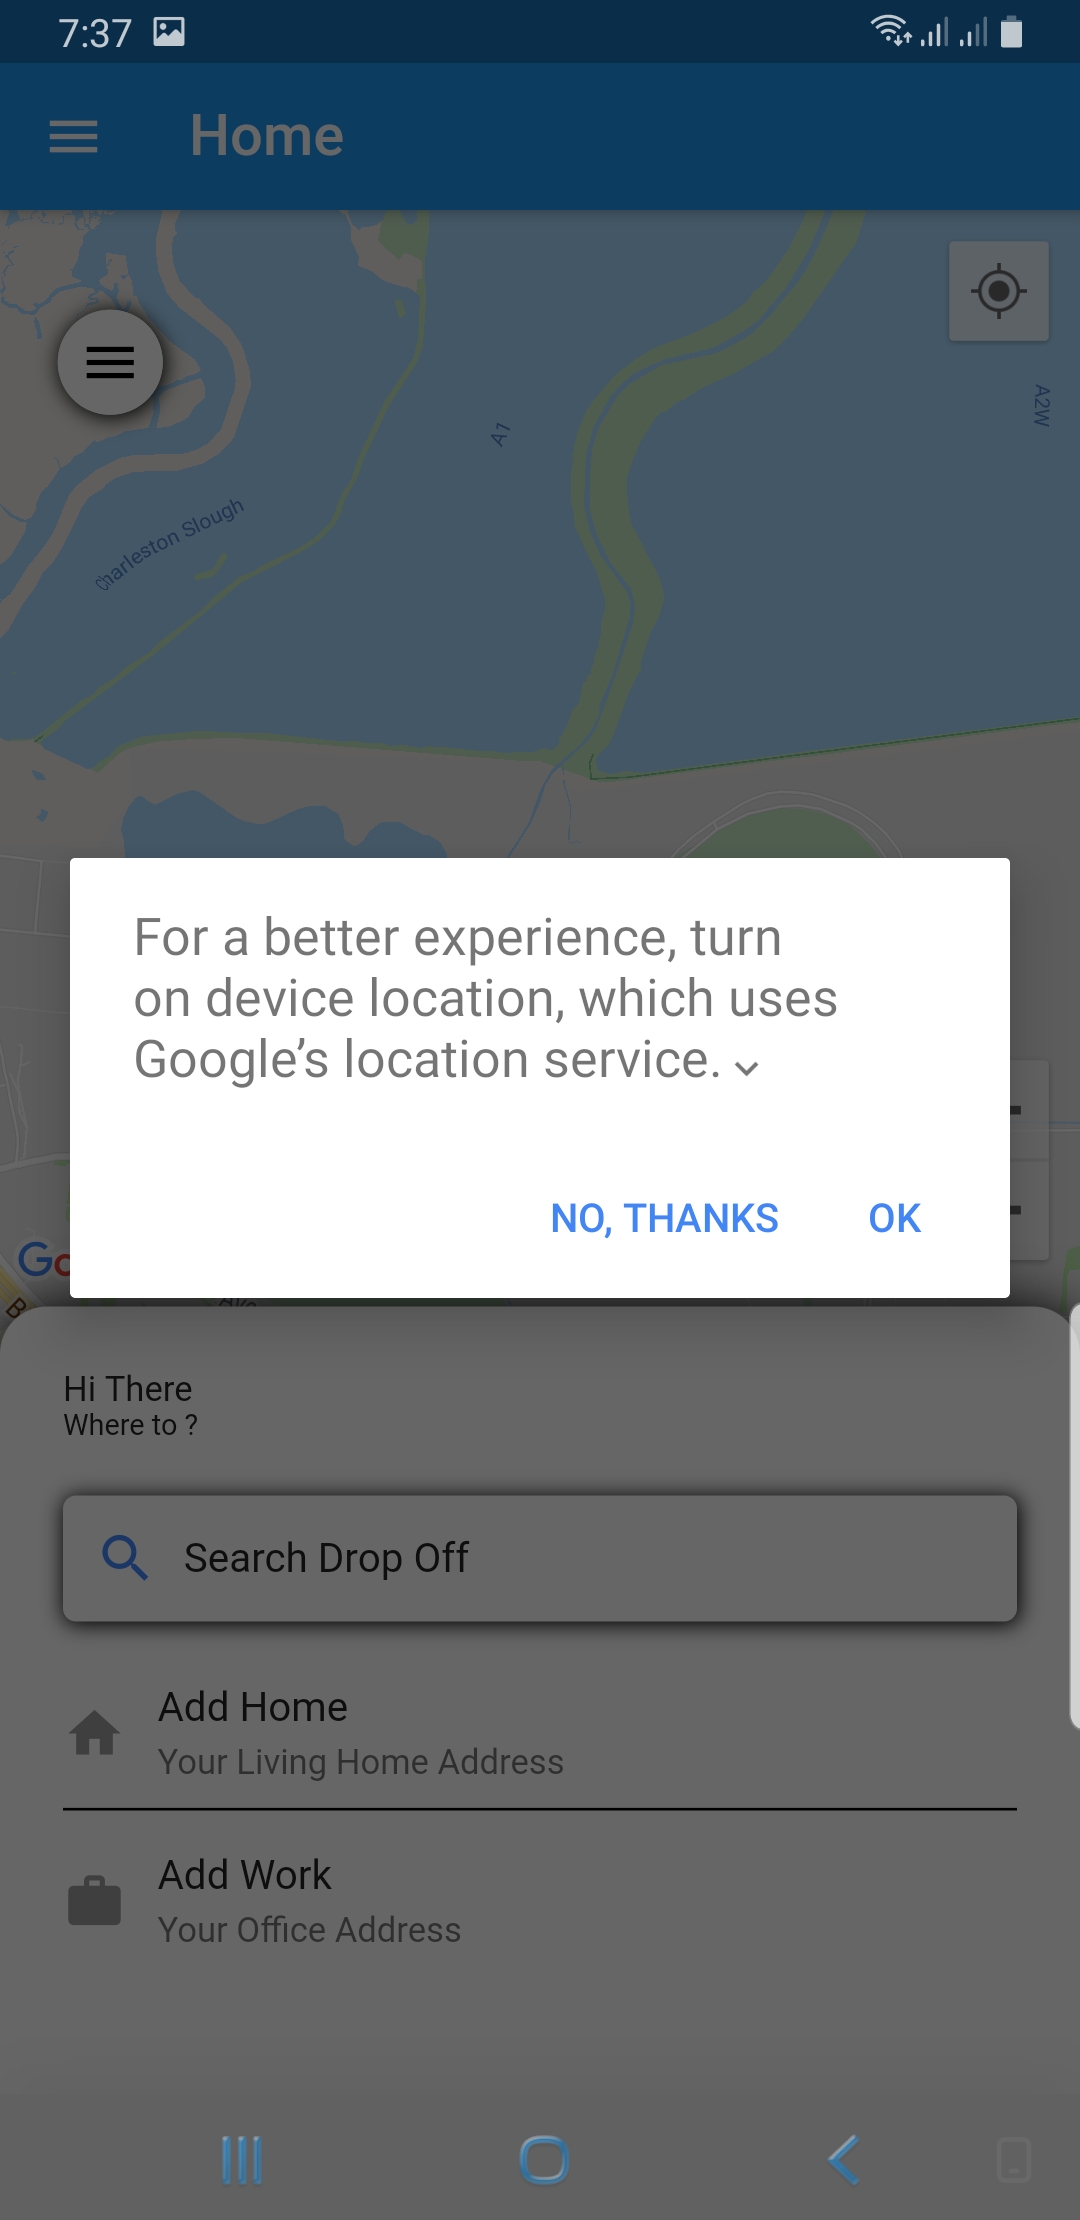 7:37
Home
A2W
A1
Charleston Slough
For a better experience, turn
on device location, which uses
Google’s location service.
NO, THANKS OK
Go
B
Hi There
Where to ?
Search Drop Off
Add Home
Your Living Home Address
Add Work
Your Office Address